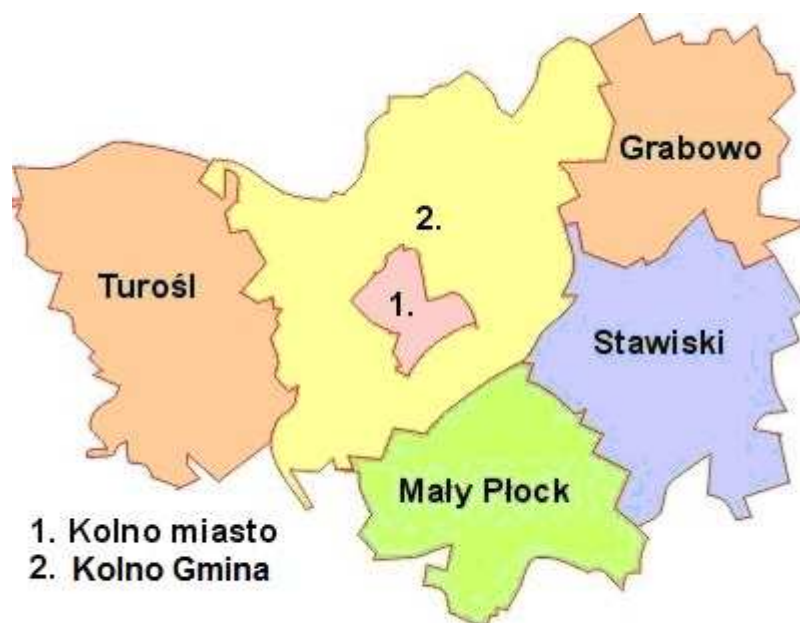 Grabowo
2.
Turośl
1.
Stawiski
Mały Płock
1. Kolno miasto
2. Kolno Gmina